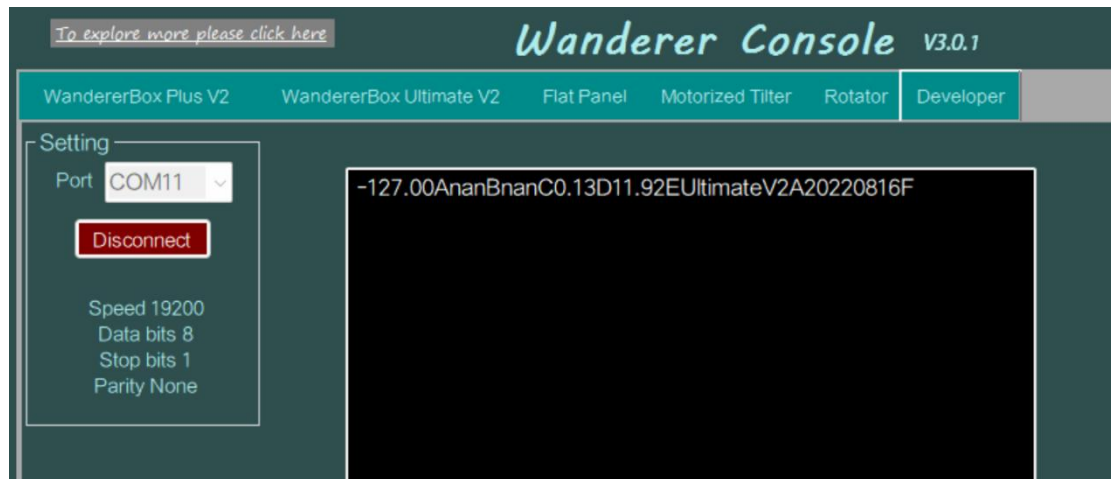 To explore more please click here
Wanderer Console V3.0.1
WandererBox Plus V2 WandererBox Ultimate V2 Flat Panel Motorized Tilter Rotator Developer
Setting
Port COM11
Disconnect
Speed 19200
Data bits 8
Stop bits 1
Parity None
-127.00AnanBnanC0.13D11.92EUltimateV2A20220816F